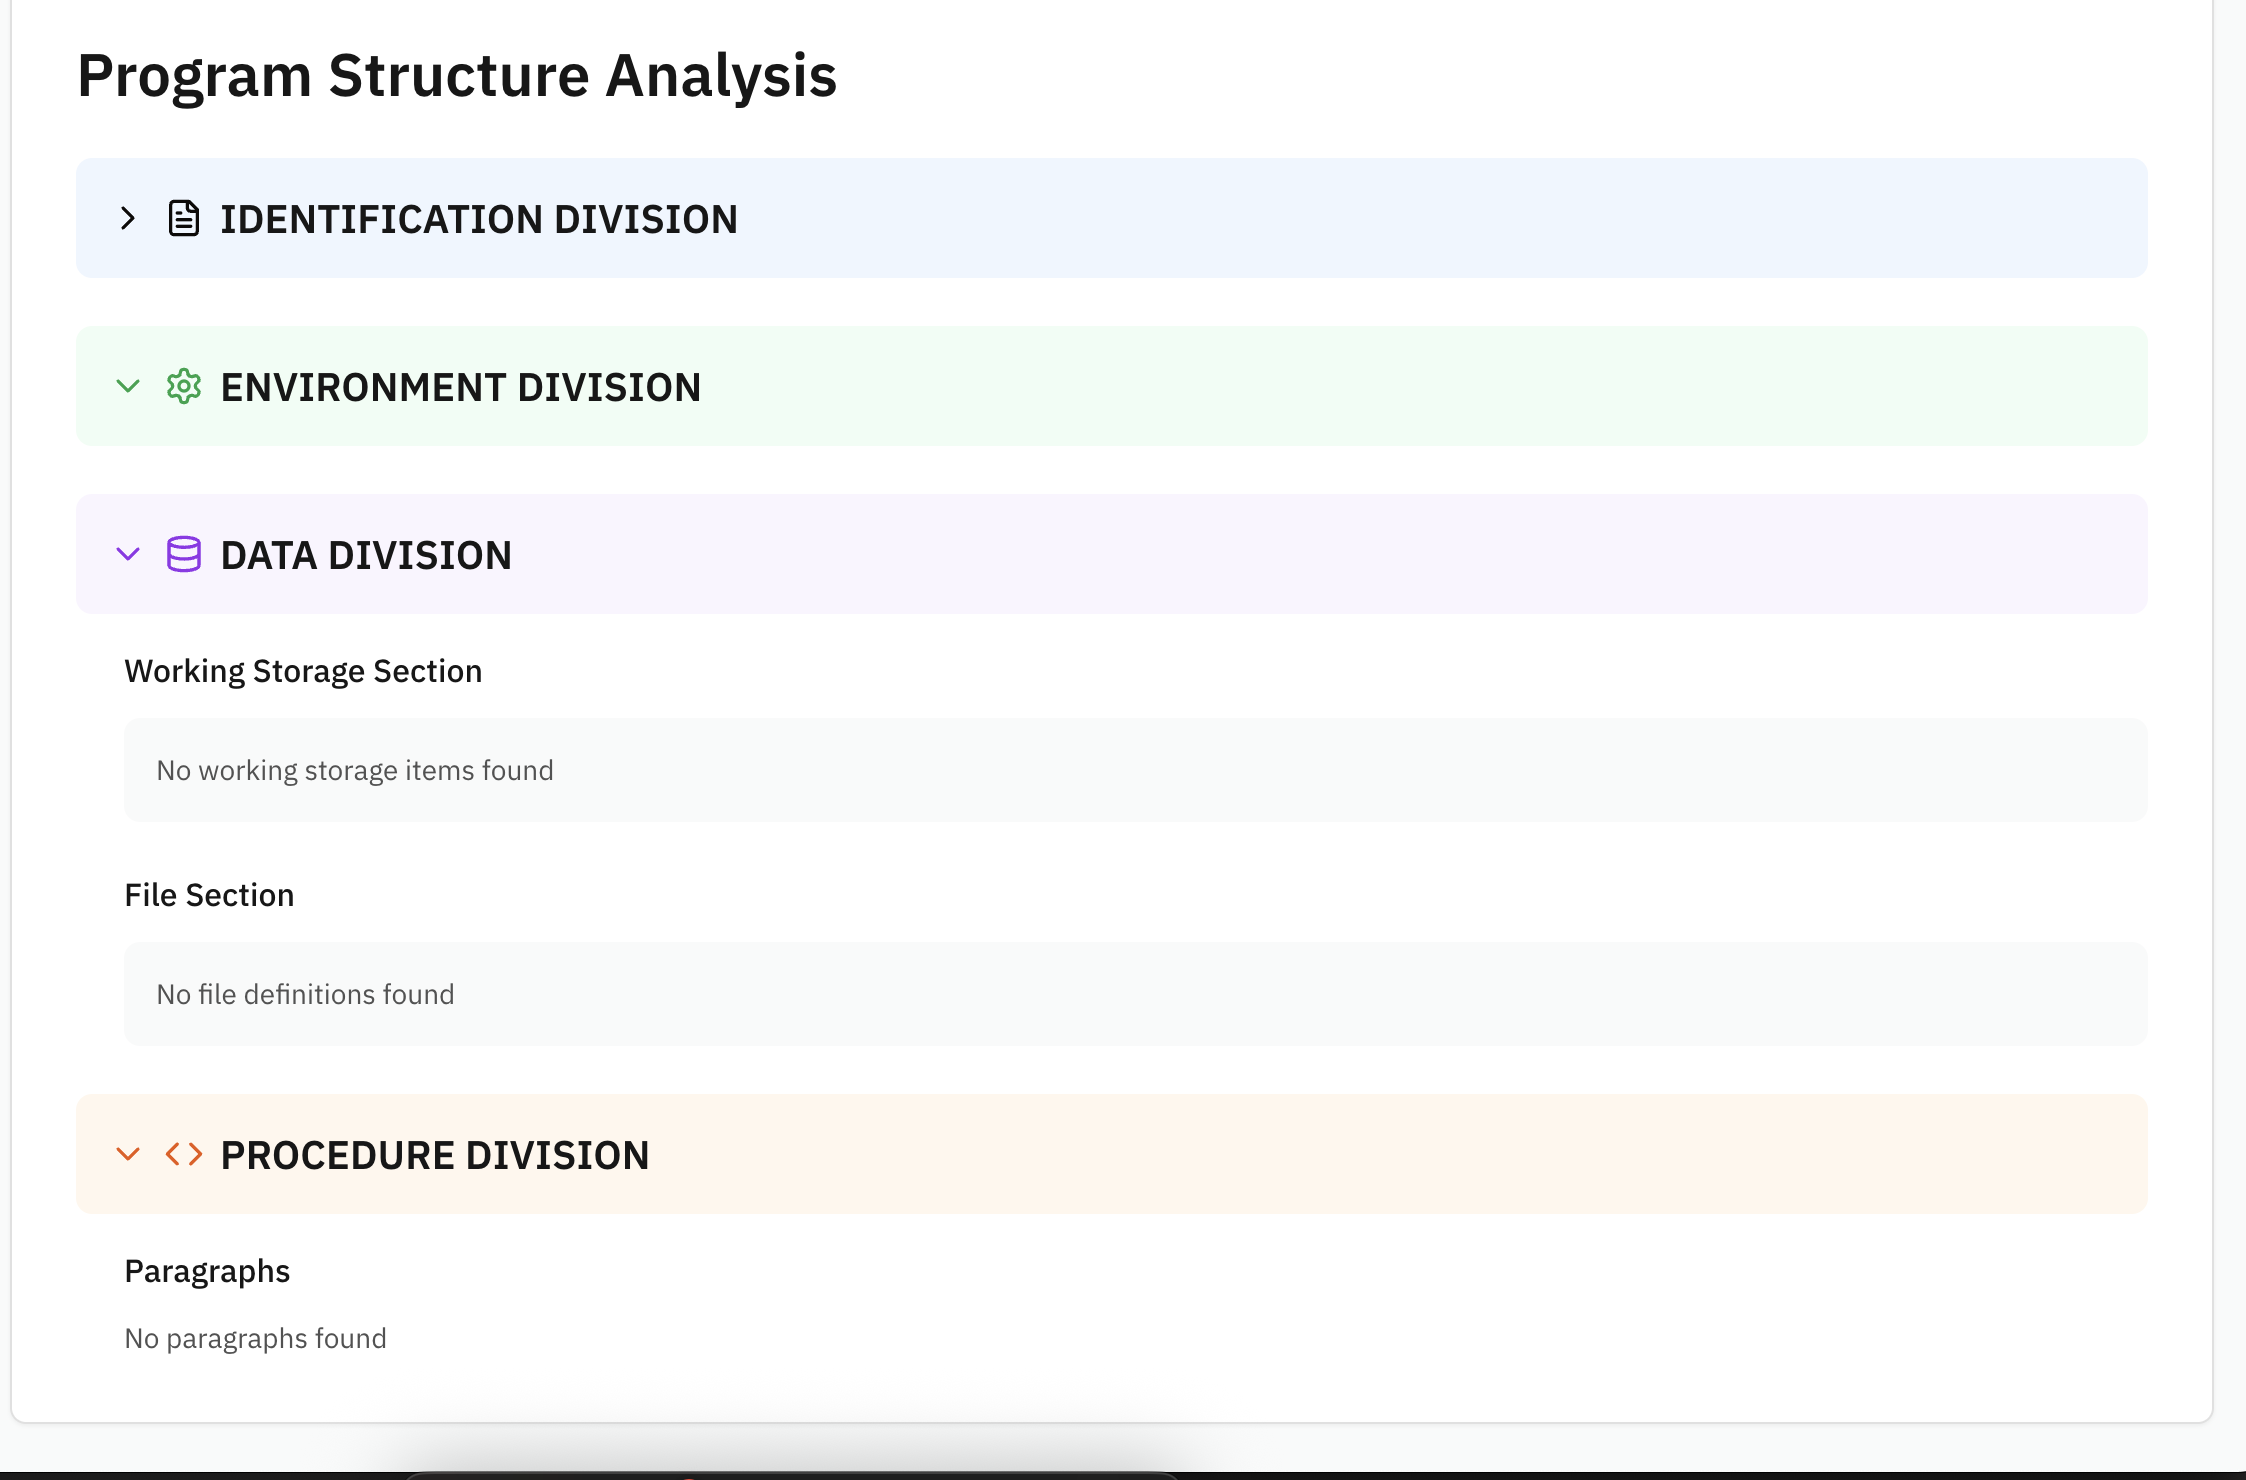 Program Structure Analysis
IDENTIFICATION DIVISION
ENVIRONMENT DIVISION
DATA DIVISION
Working Storage Section
No working storage items found
File Section
No file definitions found
PROCEDURE DIVISION
Paragraphs
No paragraphs found